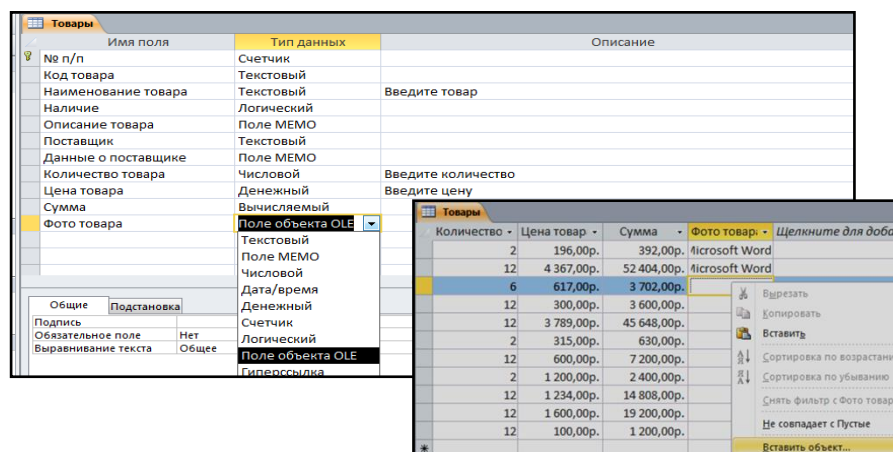 Товары
Имя поля Тип данных Описание
№ п/п Счетчик
Код товара Текстовый
Наименование товара Текстовый Введите товар
Наличие Логический
Описание товара Поле МЕМО
Поставщик Текстовый
Данные о поставщике Поле МЕМО
Количество товара Числовой Введите количество
Цена товара Денежный Введите цену
Сумма Вычисляемый
Фото товара Поле объекта OLE
Текстовый
Поле МЕМО
Числовой
Дата/время
Денежный
Счетчик
Логический
Поле объекта OLE
Гиперссылка
Общие Подстановка
Подпись
Обязательное поле Нет
Выравнивание текста Общее
Товары
Количество Цена товар Сумма Фото товар Щелкните для доба
2 196,00р. 392,00р. Microsoft Word
12 4 367,00р. 52 404,00р. Microsoft Word
6 617,00р. 3 702,00р.
12 300,00р. 3 600,00р.
12 3 789,00р. 45 648,00р.
2 315,00р. 630,00р.
12 600,00р. 7 200,00р.
2 1 200,00р. 2 400,00р.
12 1 234,00р. 14 808,00р.
12 1 600,00р. 19 200,00р.
12 100,00р. 1 200,00р.
Вырезать
Копировать
Вставить
Сортировка по возрастани
Сортировка по убыванию
Снять фильтр с Фото товар
Не совпадает с Пустые
Вставить объект...